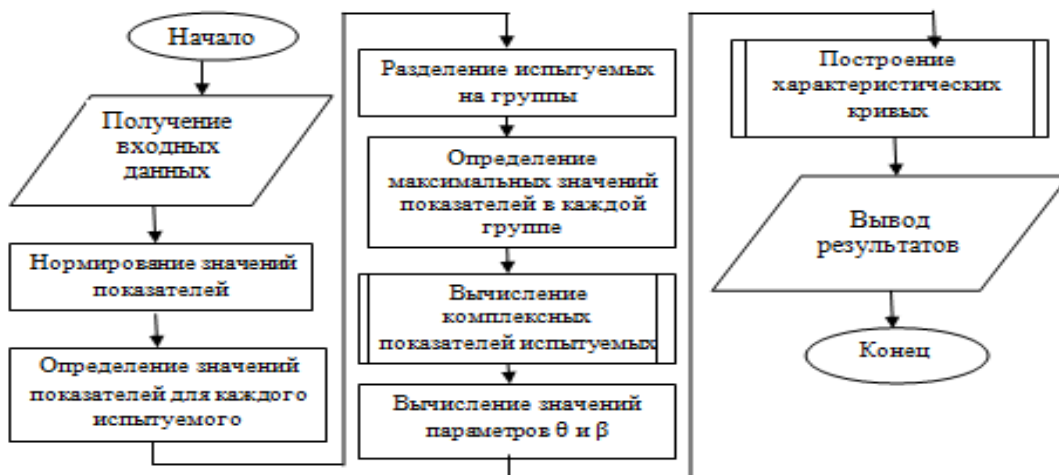 Начало
Получение
входных
данных
Нормирование значений
показателей
Определение значений
показателей для каждого
испытуемого
Разделение испытуемых
на группы
Определение
максимальных значений
показателей в каждой
группе
Вычисление
комплексных
показателей испытуемых
Вычисление значений
параметров θ и β
Построение
характеристических
кривых
Вывод
результатов
Конец